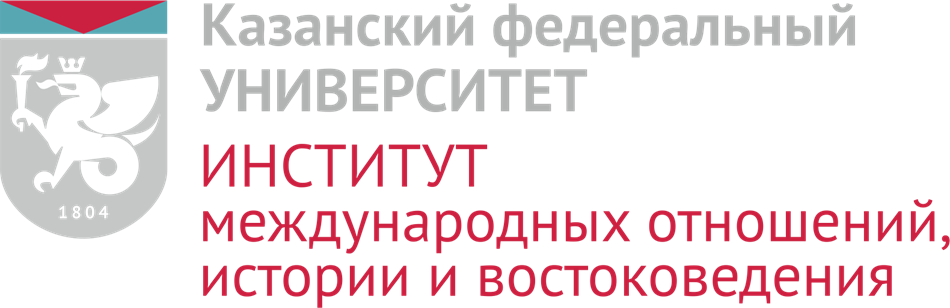 Казанский федеральный
УНИВЕРСИТЕТ
ИНСТИТУТ
международных отношений,
истории и востоковедения
1804